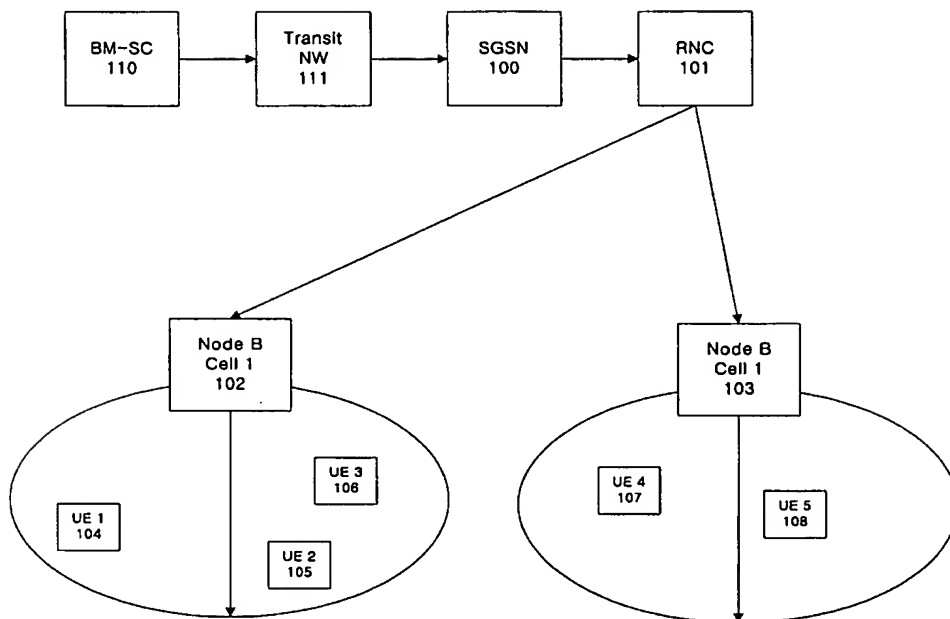 BM-SC
110
Transit
NW
111
SGSN
100
RNC
101
Node B
Cell 1
102
Node B
Cell 1
103
UE 1
104
UE 2
105
UE 3
106
UE 4
107
UE 5
108